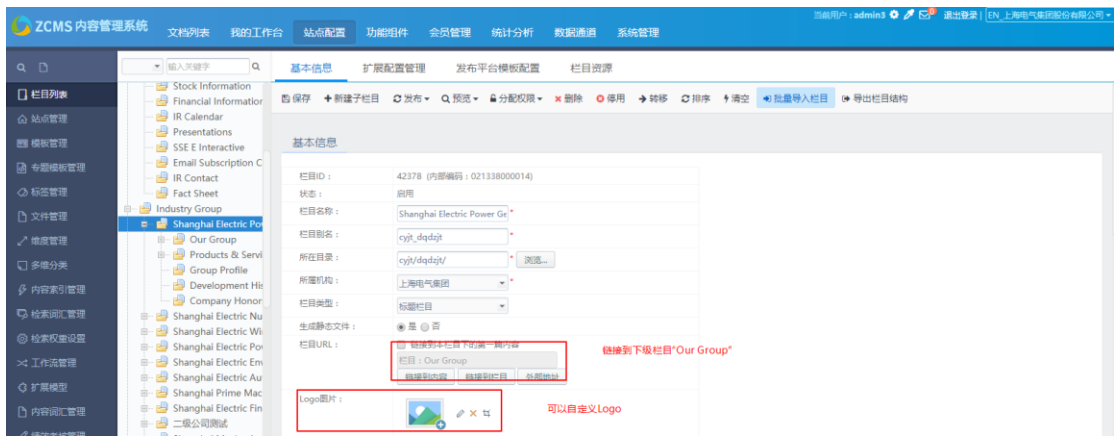 ZCMS 内容管理系统
文档列表 我的工作台 站点配置 功能组件 会员管理 统计分析 数据通道 系统管理
当前用户：admin3 退出登录 | EN_上海电气集团股份有限公司
输入关键字
栏目列表
站点管理
模板管理
专题模板管理
标签管理
文件管理
维度管理
多维分类
内容索引管理
检索词汇管理
检索权重设置
工作流管理
扩展模型
内容词汇管理
Stock Information
Financial Information
IR Calendar
Presentations
SSE E Interactive
Email Subscription C
IR Contact
Fact Sheet
Industry Group
Shanghai Electric Pov
Our Group
Products & Servi
Group Profile
Development His
Company Honor
Shanghai Electric Nu
Shanghai Electric Wi
Shanghai Electric Po
Shanghai Electric Env
Shanghai Electric Au
Shanghai Prime Mac
Shanghai Electric Fin
二级公司测试
基本信息 扩展配置管理 发布平台模板配置 栏目资源
保存 新建子栏目 发布 预览 分配权限 删除 停用 转移 排序 清空 批量导入栏目 导出栏目结构
基本信息
栏目ID： 42378 (内部编码：021338000014)
状态： 启用
栏目名称： Shanghai Electric Power Gr *
栏目别名： cyjt_dqdzjt *
所在目录： cyjt/dqdzjt/ * 浏览...
所属机构： 上海电气集团 *
栏目类型： 标题栏目
生成静态文件： 是 否
栏目URL： 链接到本栏目下的第一篇内容
栏目：Our Group
链接到内容 链接到栏目 外部地址
链接到下级栏目"Our Group"
Logo图片：
可以自定义Logo